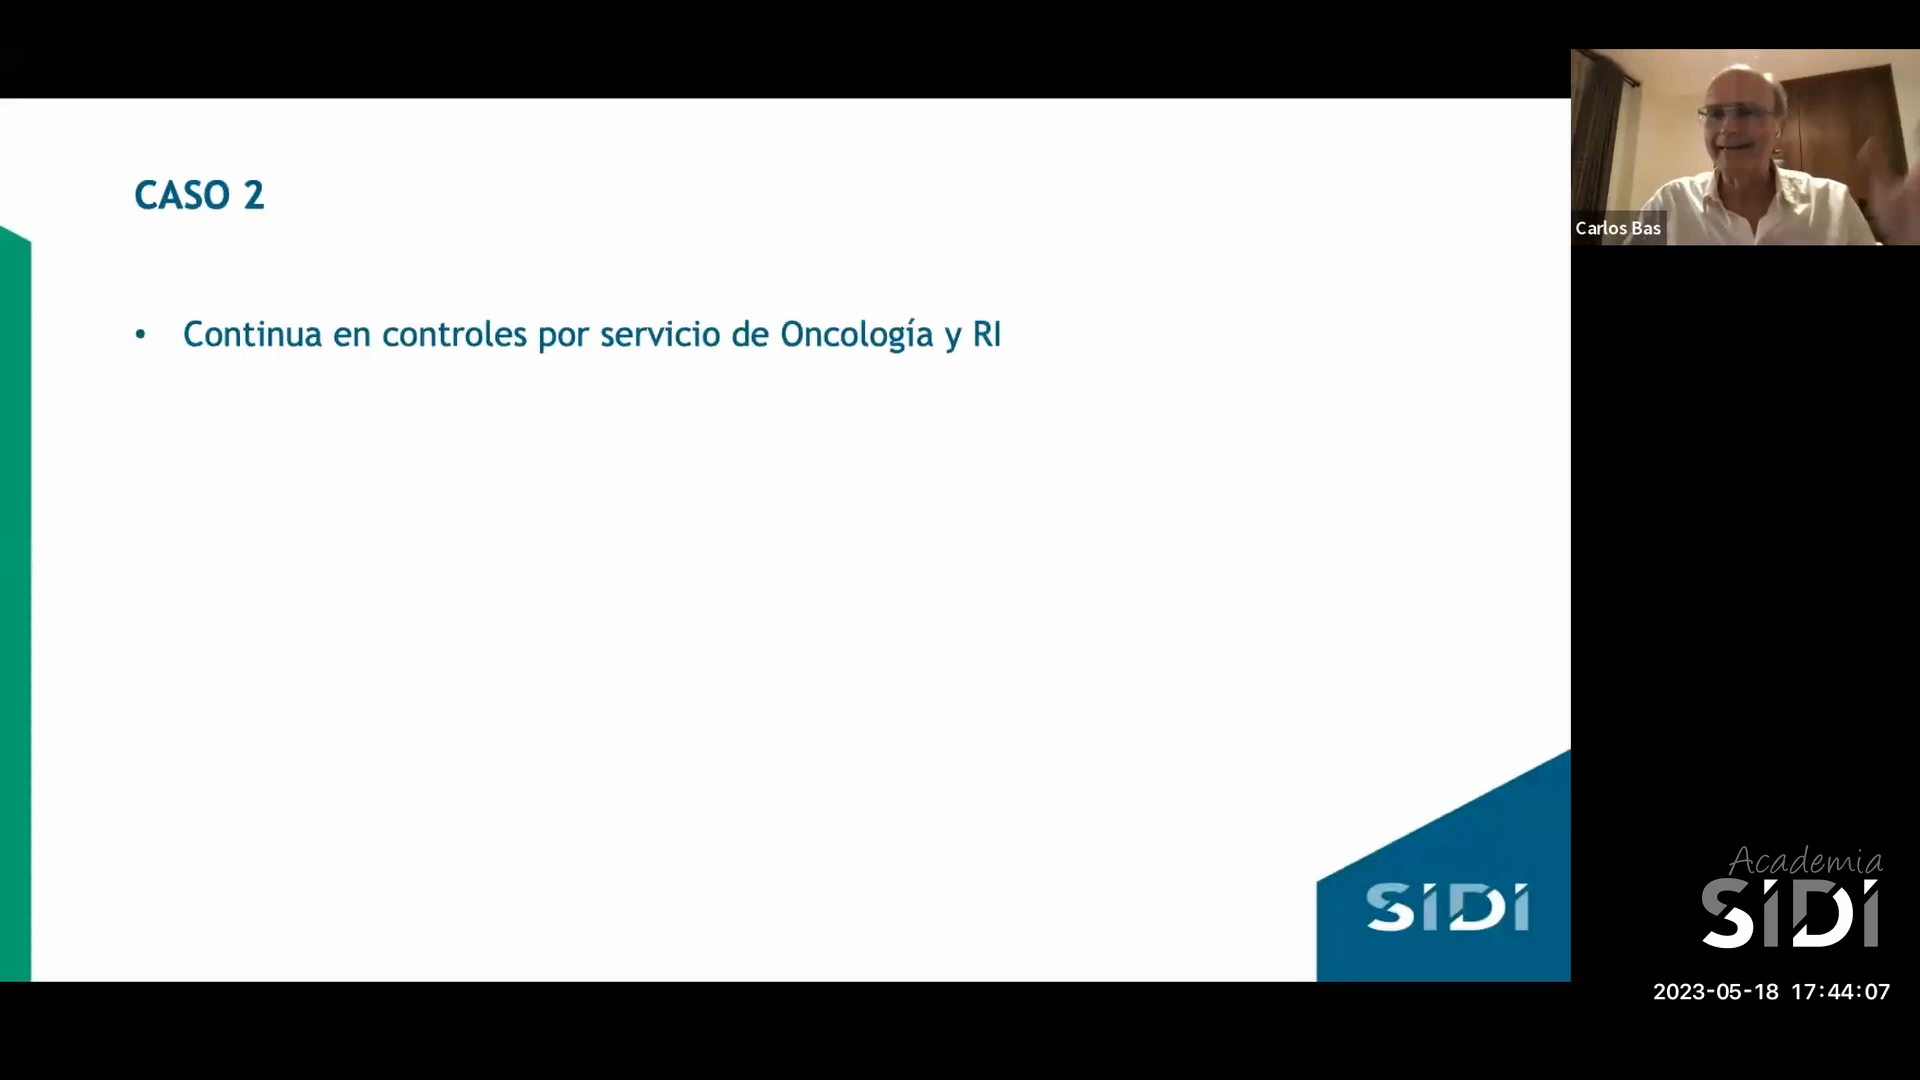 CASO 2
• Continua en controles por servicio de Oncología y RI
Carlos Bas
SiDi
Academia
SiDi
2023-05-18 17:44:07